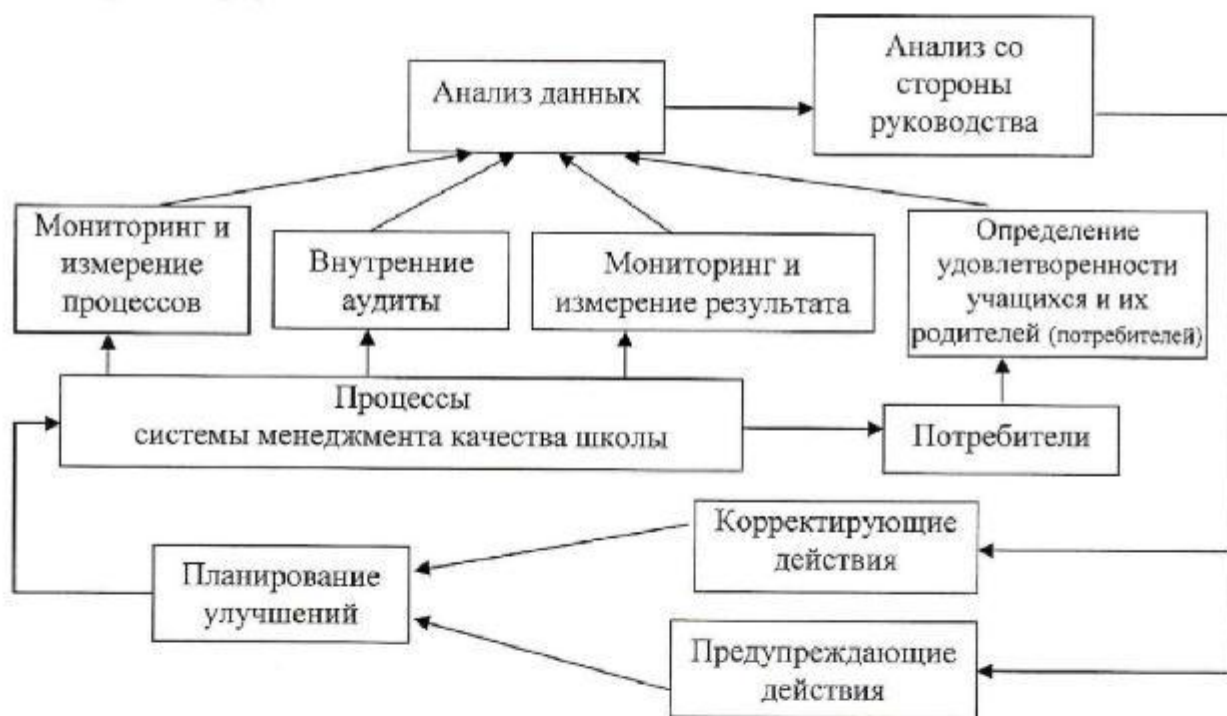 Анализ данных
Анализ со
стороны
руководства
Мониторинг и
измерение
процессов
Внутренние
аудиты
Мониторинг и
измерение результата
Определение
удовлетворенности
учащихся и их
родителей (потребителей)
Процессы
системы менеджмента качества школы
Потребители
Корректирующие
действия
Планирование
улучшений
Предупреждающие
действия